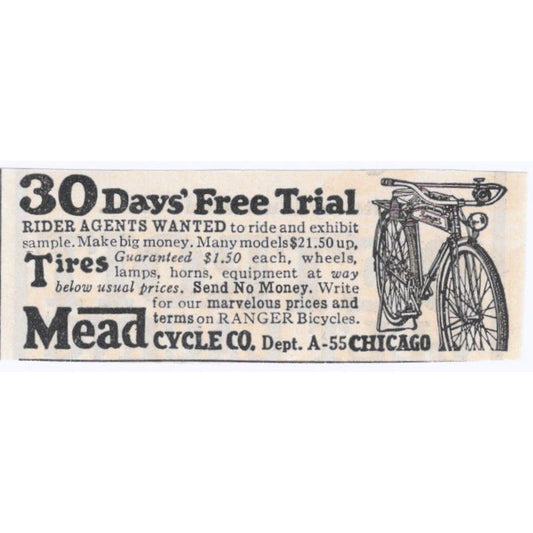 30 Days' Free Trial
RIDER AGENTS WANTED to ride and exhibit
sample. Make big money. Many models $21.50 up,
Tires Guaranteed $1.50 each, wheels,
lamps, horns, equipment at way
below usual prices. Send No Money. Write
for our marvelous prices and
terms on RANGER Bicycles.
Mead CYCLE CO. Dept. A-55 CHICAGO